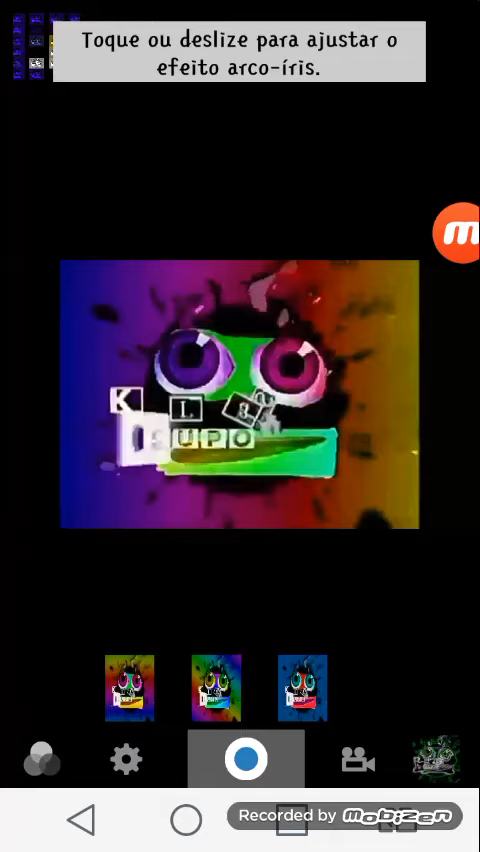 Toque ou deslize para ajustar o
efeito arco-íris.
K L a
SUPO
Recorded by Mobizen